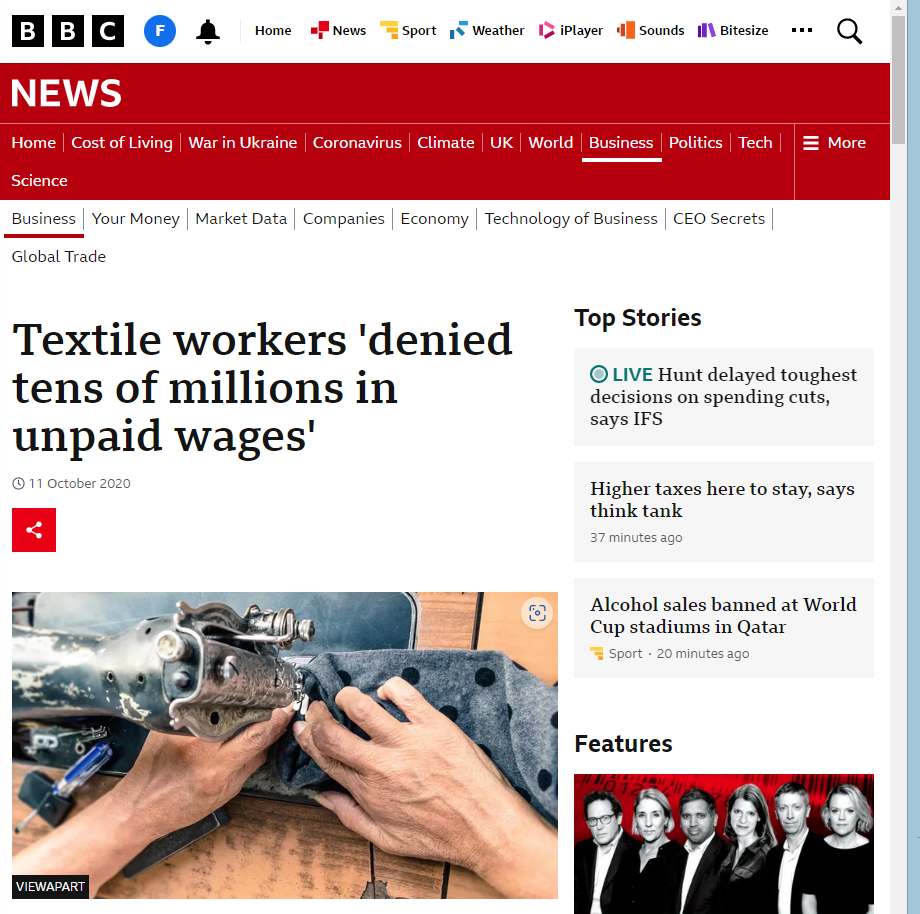 BBC F Home News Sport Weather iPlayer Sounds Bitesize
NEWS
Home Cost of Living War in Ukraine Coronavirus Climate UK World Business Politics Tech More
Science
Business Your Money Market Data Companies Economy Technology of Business CEO Secrets
Global Trade
Textile workers 'denied
tens of millions in
unpaid wages'
11 October 2020
VIEWAPART
Top Stories
LIVE Hunt delayed toughest
decisions on spending cuts,
says IFS
Higher taxes here to stay, says
think tank
37 minutes ago
Alcohol sales banned at World
Cup stadiums in Qatar
Sport · 20 minutes ago
Features